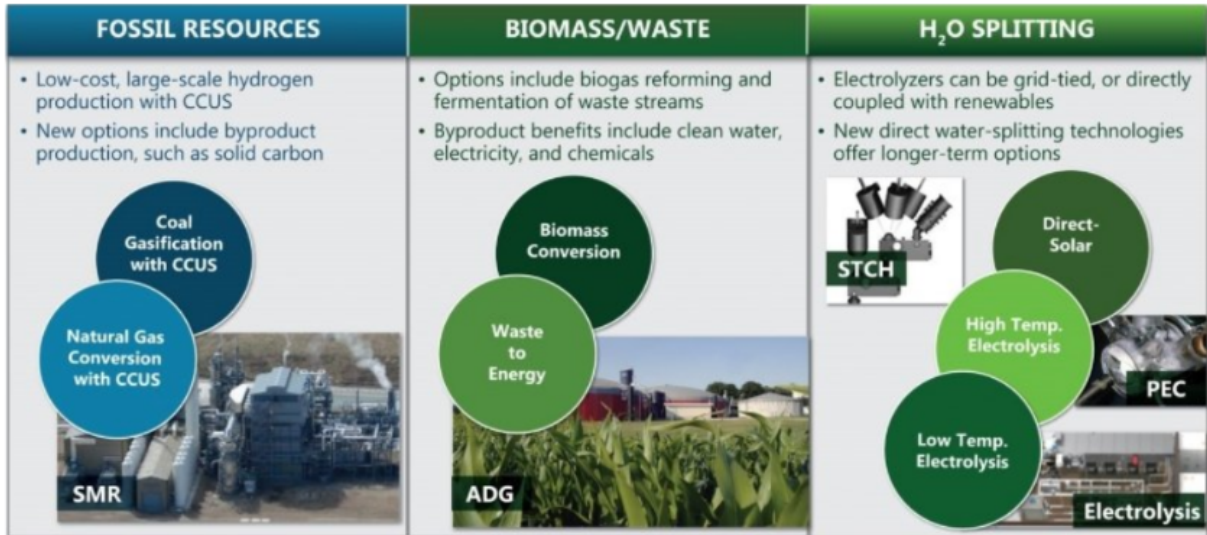 FOSSIL RESOURCES
• Low-cost, large-scale hydrogen
production with CCUS
• New options include byproduct
production, such as solid carbon
Coal
Gasification
with CCUS
Natural Gas
Conversion
with CCUS
SMR
BIOMASS/WASTE
• Options include biogas reforming and
fermentation of waste streams
• Byproduct benefits include clean water,
electricity, and chemicals
Biomass
Conversion
Waste
to
Energy
ADG
H₂O SPLITTING
• Electrolyzers can be grid-tied, or directly
coupled with renewables
• New direct water-splitting technologies
offer longer-term options
STCH
Direct-
Solar
High Temp.
Electrolysis
PEC
Low Temp.
Electrolysis
Electrolysis